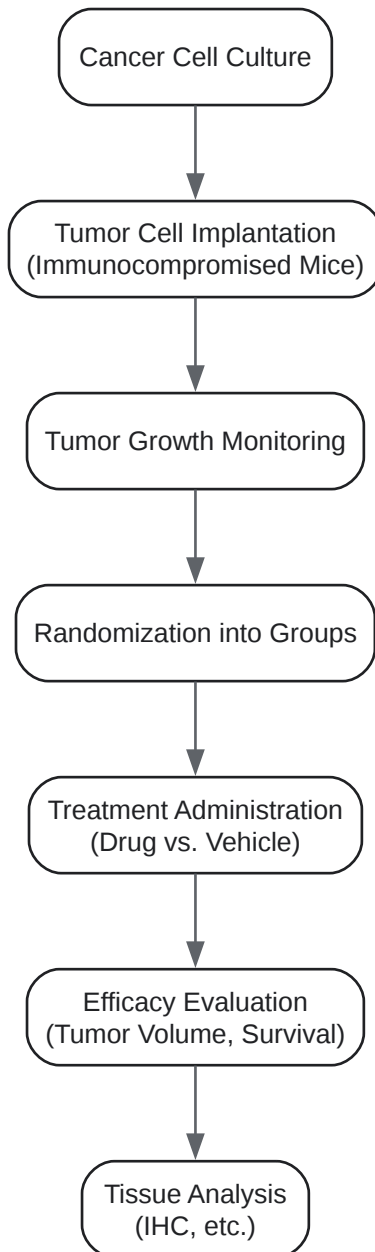 Cancer Cell Culture
Tumor Cell Implantation
(Immunocompromised Mice)
Tumor Growth Monitoring
Randomization into Groups
Treatment Administration
(Drug vs. Vehicle)
Efficacy Evaluation
(Tumor Volume, Survival)
Tissue Analysis
(IHC, etc.)